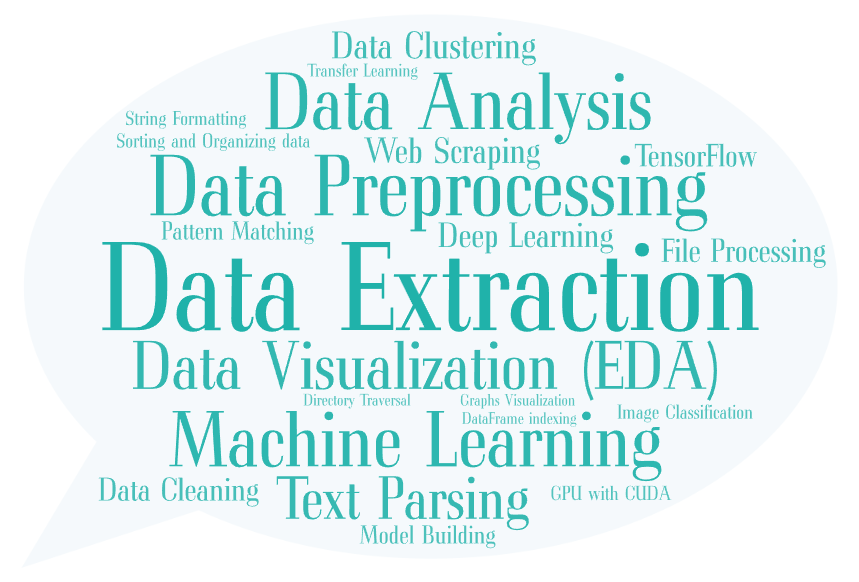 Data Clustering
Transfer Learning
Data Analysis
String Formatting
Sorting and Organizing data
Web Scraping
TensorFlow
Data Preprocessing
Pattern Matching
Deep Learning
File Processing
Data Extraction
Data Visualization (EDA)
Directory Traversal
Graphs Visualization
DataFrame indexing
Image Classification
Machine Learning
Data Cleaning
Text Parsing
GPU with CUDA
Model Building